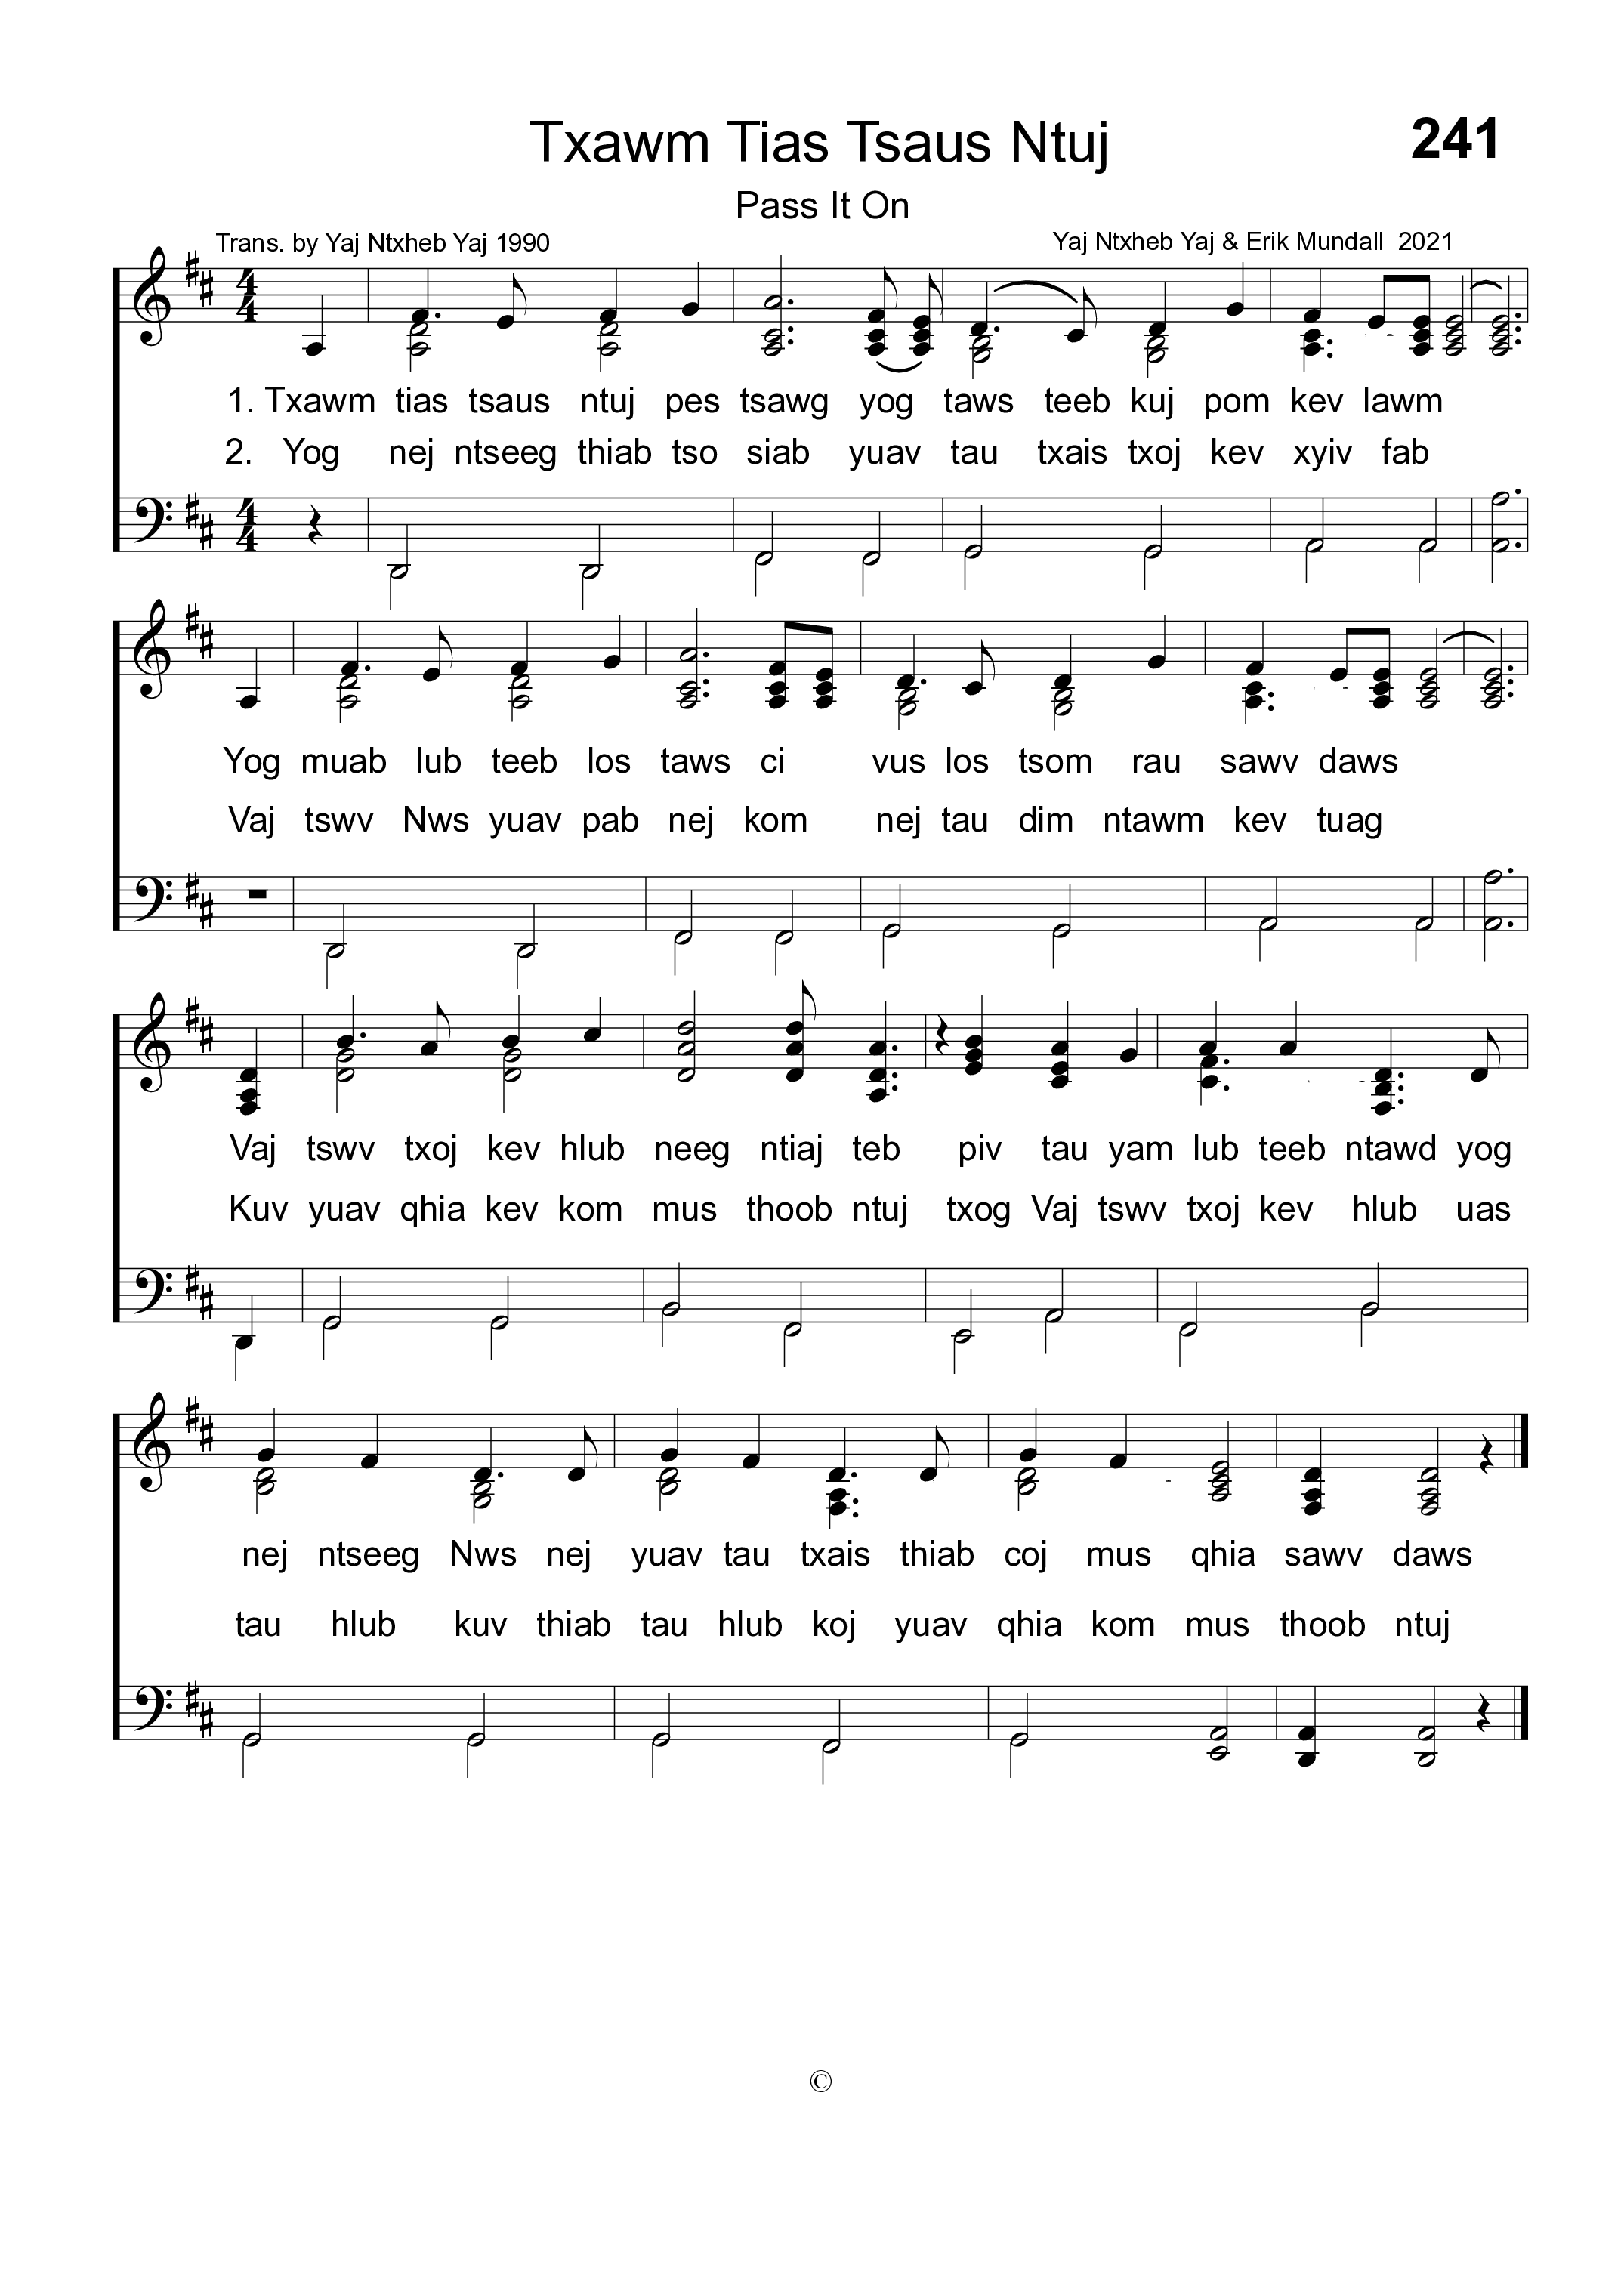 Txawm Tias Tsaus Ntuj
241
Pass It On
Trans. by Yaj Ntxheb Yaj 1990
Yaj Ntxheb Yaj & Erik Mundall 2021
1. Txawm tias tsaus ntuj pes tsawg yog taws teeb kuj pom kev lawm
2. Yog nej ntseeg thiab tso siab yuav tau txais txoj kev xyiv fab
Yog muab lub teeb los taws ci vus los tsom rau sawv daws
Vaj tswv Nws yuav pab nej kom nej tau dim ntawm kev tuag
Vaj tswv txoj kev hlub neeg ntiaj teb piv tau yam lub teeb ntawd yog
Kuv yuav qhia kev kom mus thoob ntuj txog Vaj tswv txoj kev hlub uas
nej ntseeg Nws nej yuav tau txais thiab coj mus qhia sawv daws
tau hlub kuv thiab tau hlub koj yuav qhia kom mus thoob ntuj
©